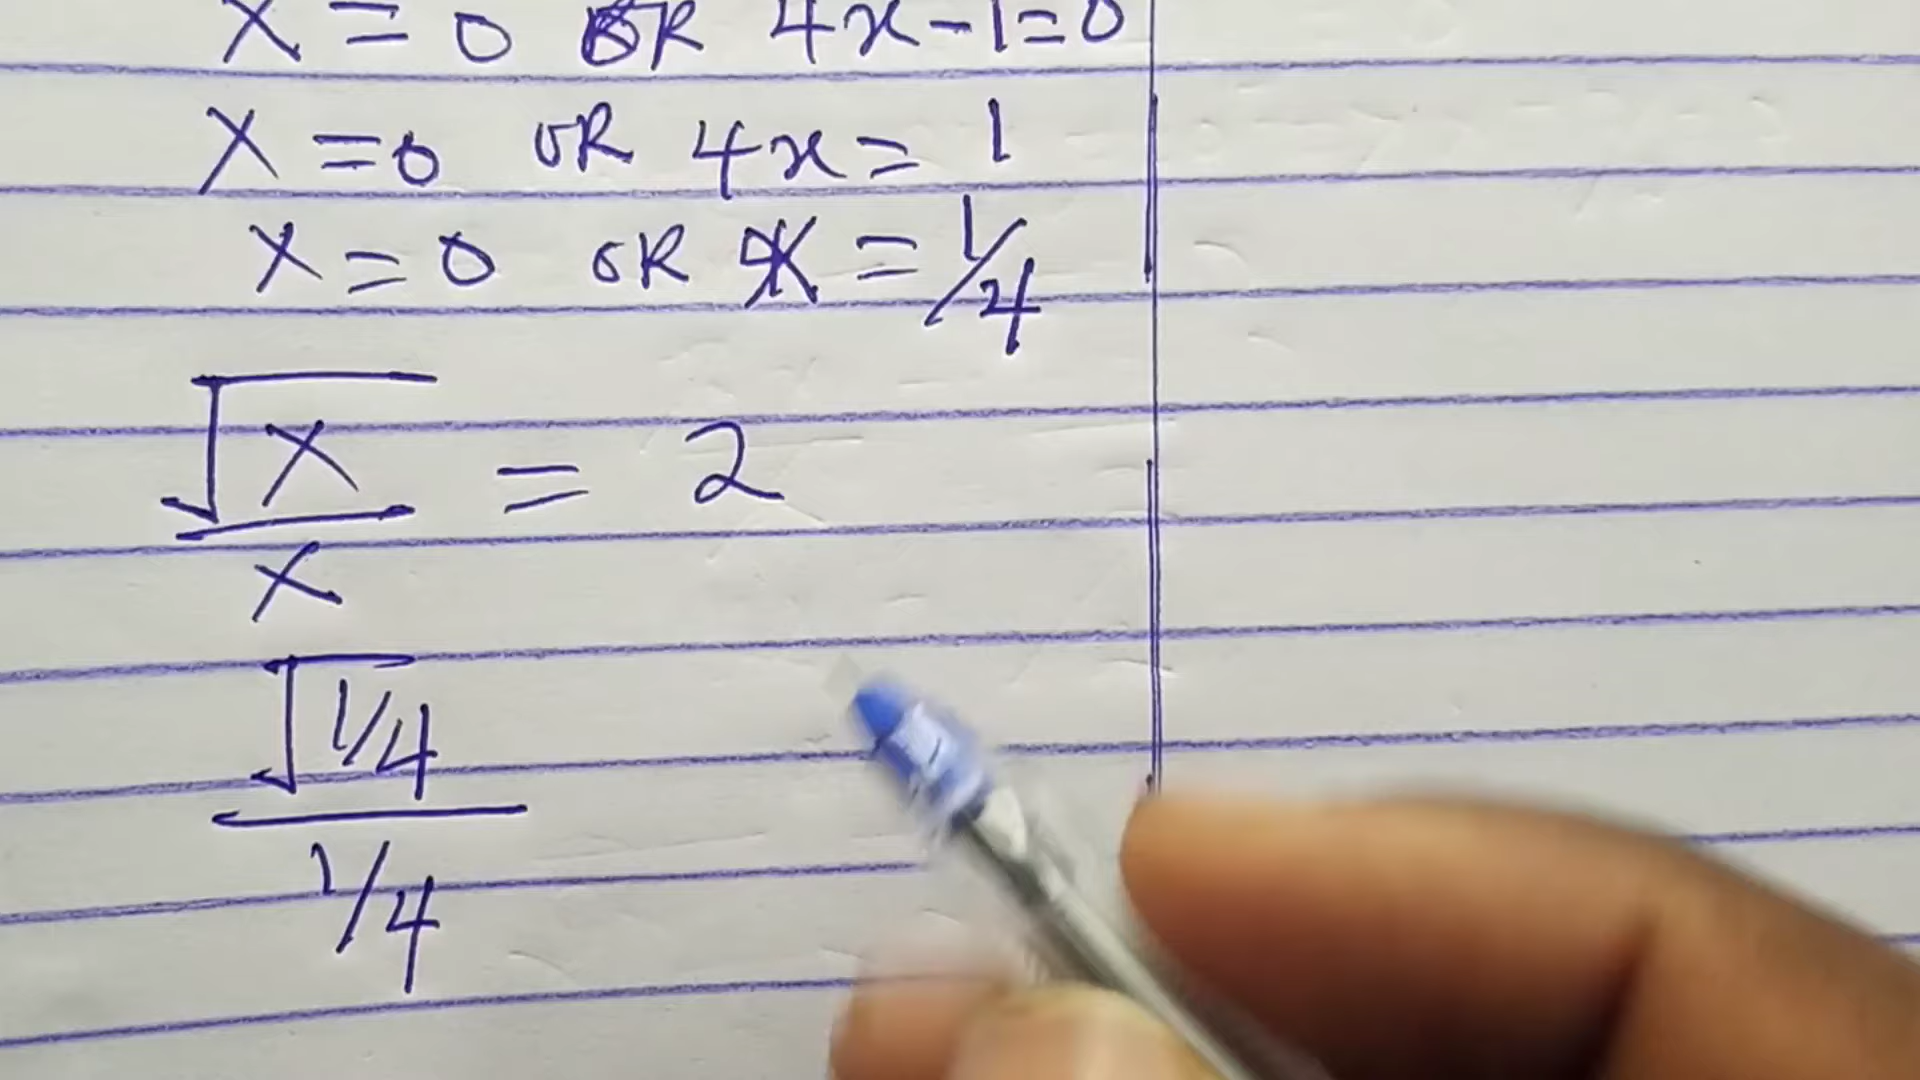 x = 0 OR 4x - 1 = 0
x = 0 OR 4x = 1
x = 0 OR x = 1/4
√x / x = 2
√1/4
1/4